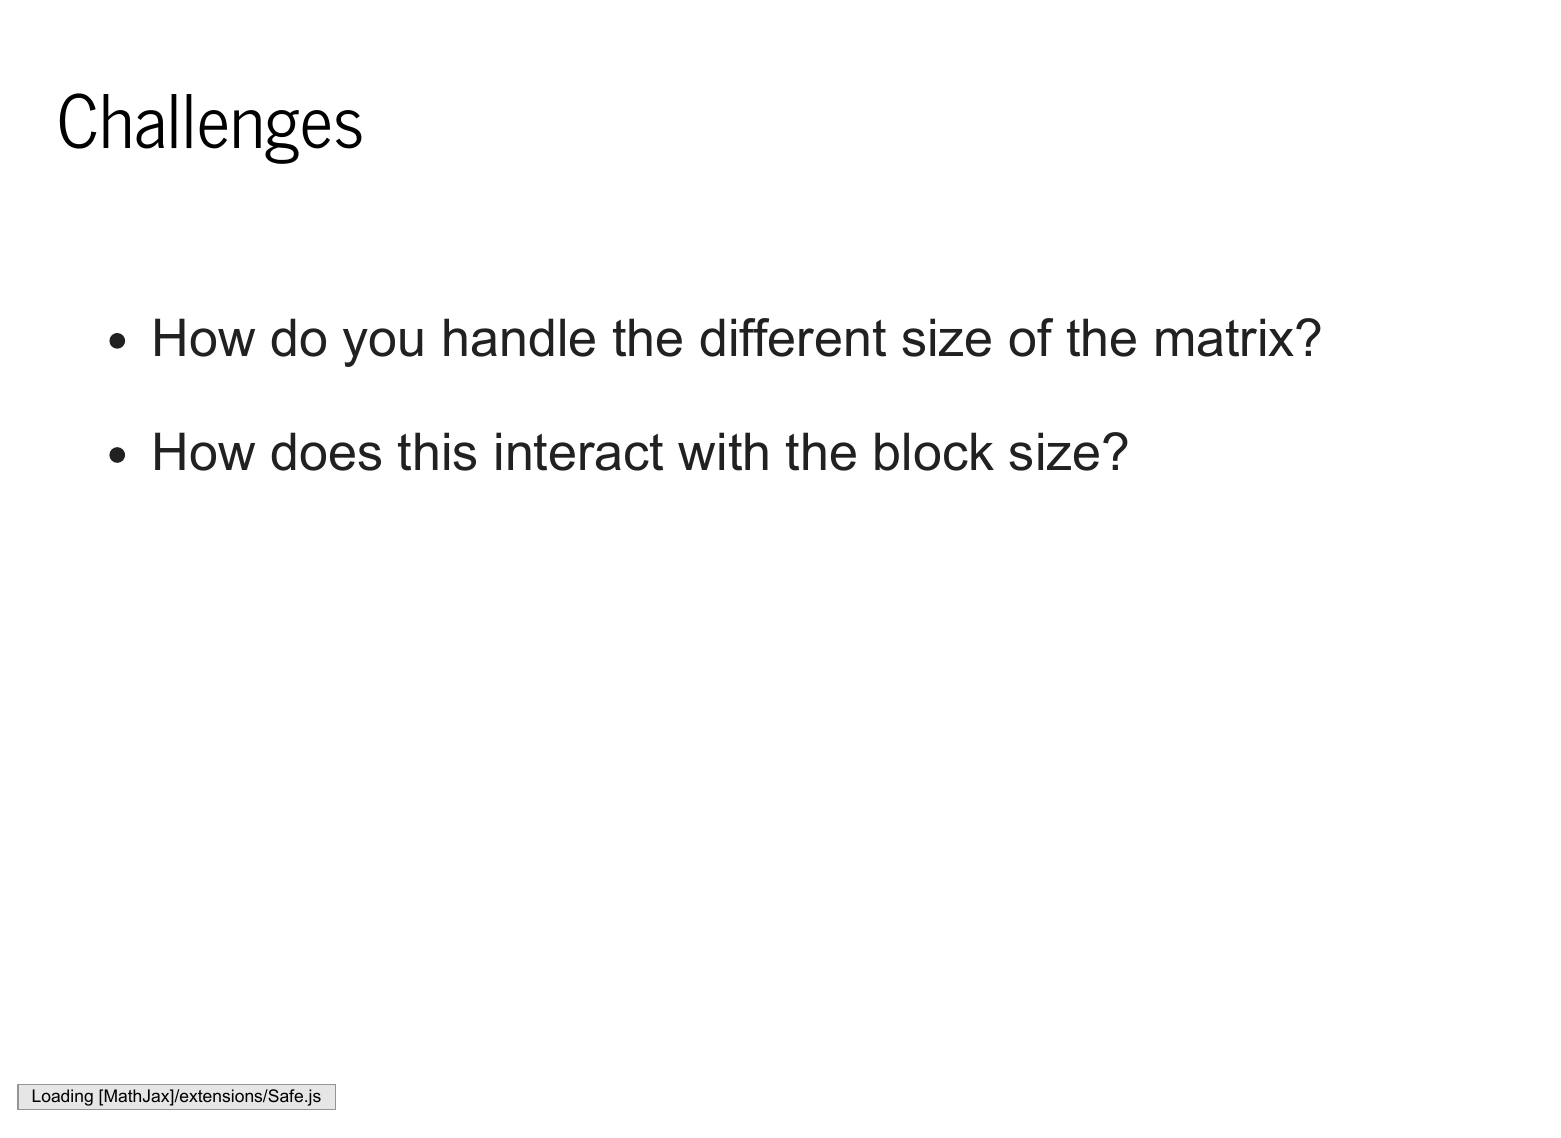 Challenges
• How do you handle the different size of the matrix?
• How does this interact with the block size?
Loading [MathJax]/extensions/Safe.js